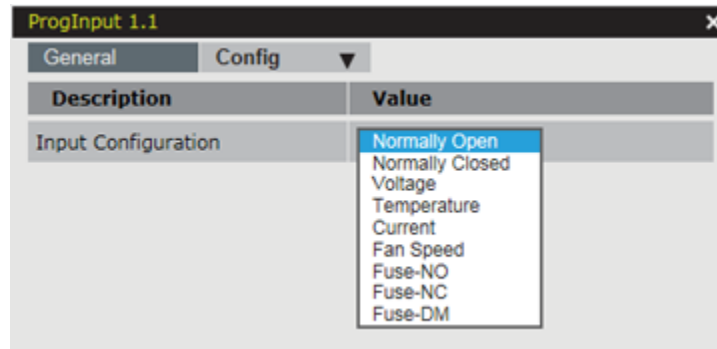 ProgInput 1.1 x
General Config ▼
Description Value
Input Configuration Normally Open
Normally Closed
Voltage
Temperature
Current
Fan Speed
Fuse-NO
Fuse-NC
Fuse-DM